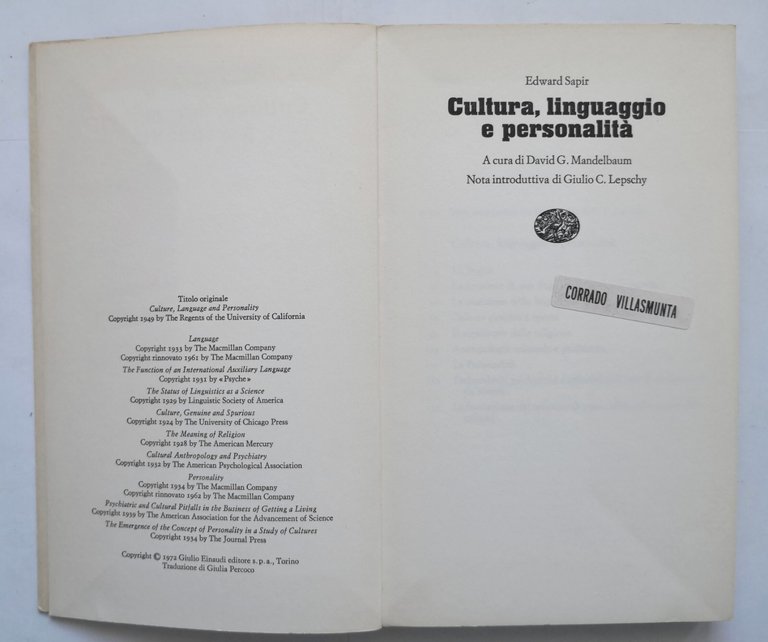 Titolo originale
Culture, Language and Personality
Copyright 1949 by The Regents of the University of California
Language
Copyright 1933 by The Macmillan Company
Copyright rinnovato 1961 by The Macmillan Company
The Function of an International Auxiliary Language
Copyright 1931 by «Psyche»
The Status of Linguistics as a Science
Copyright 1929 by Linguistic Society of America
Culture, Genuine and Spurious
Copyright 1924 by The University of Chicago Press
The Meaning of Religion
Copyright 1928 by The American Mercury
Cultural Anthropology and Psychiatry
Copyright 1932 by The American Psychological Association
Personality
Copyright 1934 by The Macmillan Company
Copyright rinnovato 1962 by The Macmillan Company
Psychiatric and Cultural Pitfalls in the Business of Getting a Living
Copyright 1939 by The American Association for the Advancement of Science
The Emergence of the Concept of Personality in a Study of Cultures
Copyright 1934 by The Journal Press
Copyright © 1972 Giulio Einaudi editore s.p.a., Torino
Traduzione di Giulia Percoco
Edward Sapir
Cultura, linguaggio
e personalità
A cura di David G. Mandelbaum
Nota introduttiva di Giulio C. Lepschy
CORRADO VILLASMUNTA